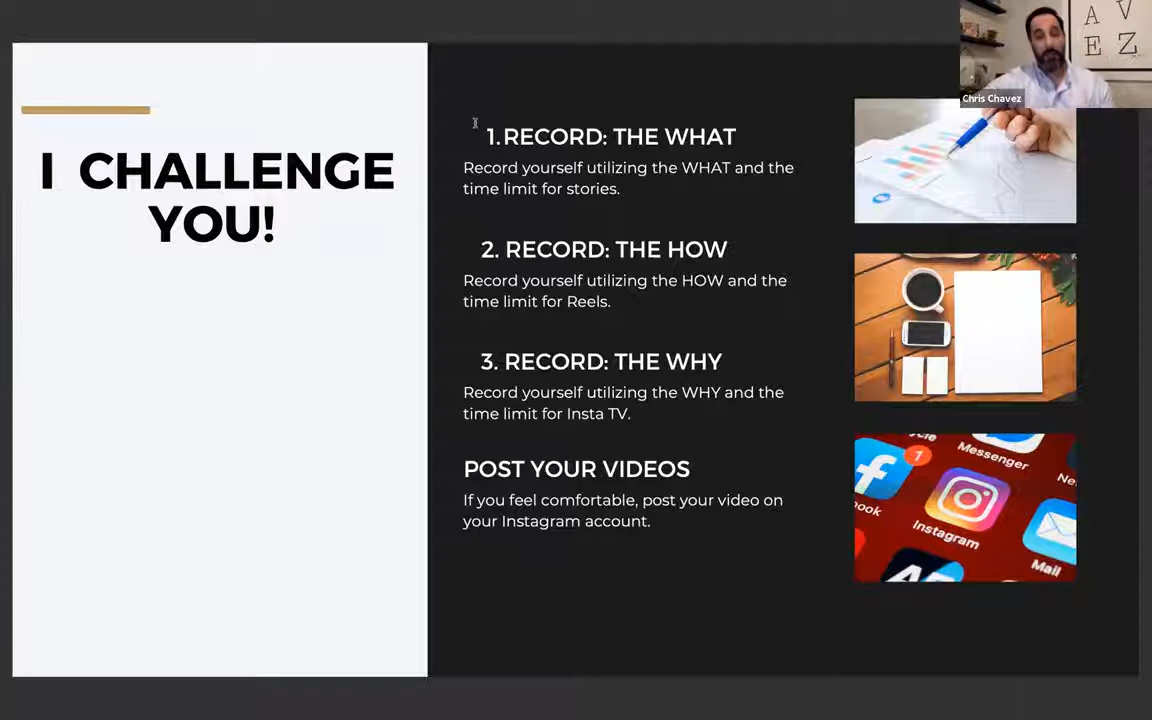 I CHALLENGE
YOU!
1. RECORD: THE WHAT
Record yourself utilizing the WHAT and the
time limit for stories.
2. RECORD: THE HOW
Record yourself utilizing the HOW and the
time limit for Reels.
3. RECORD: THE WHY
Record yourself utilizing the WHY and the
time limit for Insta TV.
POST YOUR VIDEOS
If you feel comfortable, post your video on
your Instagram account.
A V
E Z
Chris Chavez
Messenger
1
Instagram
Mail